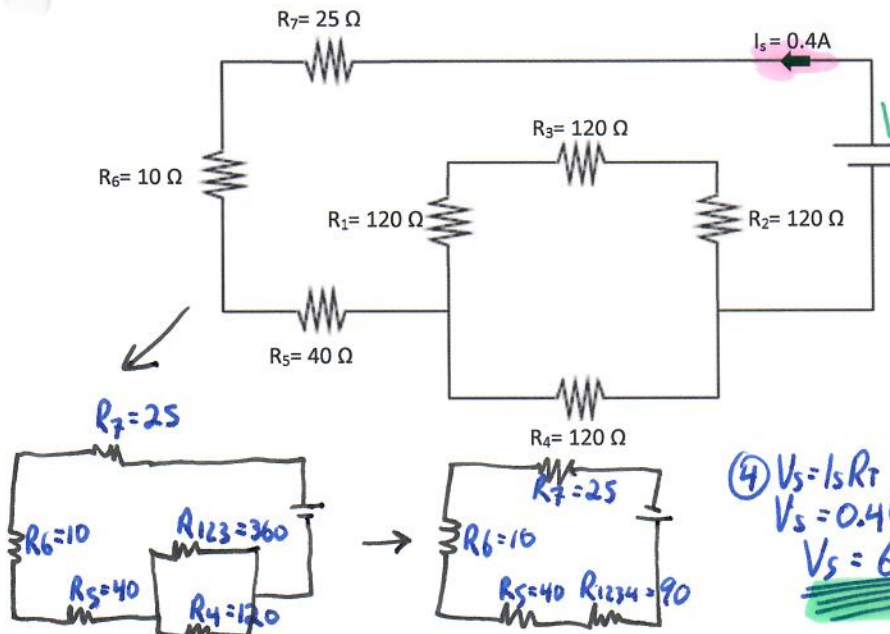 R₇= 25 Ω
Iₛ= 0.4A
R₃= 120 Ω
R₆= 10 Ω
R₁= 120 Ω
R₂= 120 Ω
R₅= 40 Ω
R₄= 120 Ω
R₇=25
R₆=10
R₁₂₃=360
R₅=40
R₄=120
R₇=25
R₆=10
R₅=40
R₁₂₃₄=90
④ Vₛ=IₛR_T
Vₛ=0.4
Vₛ=6